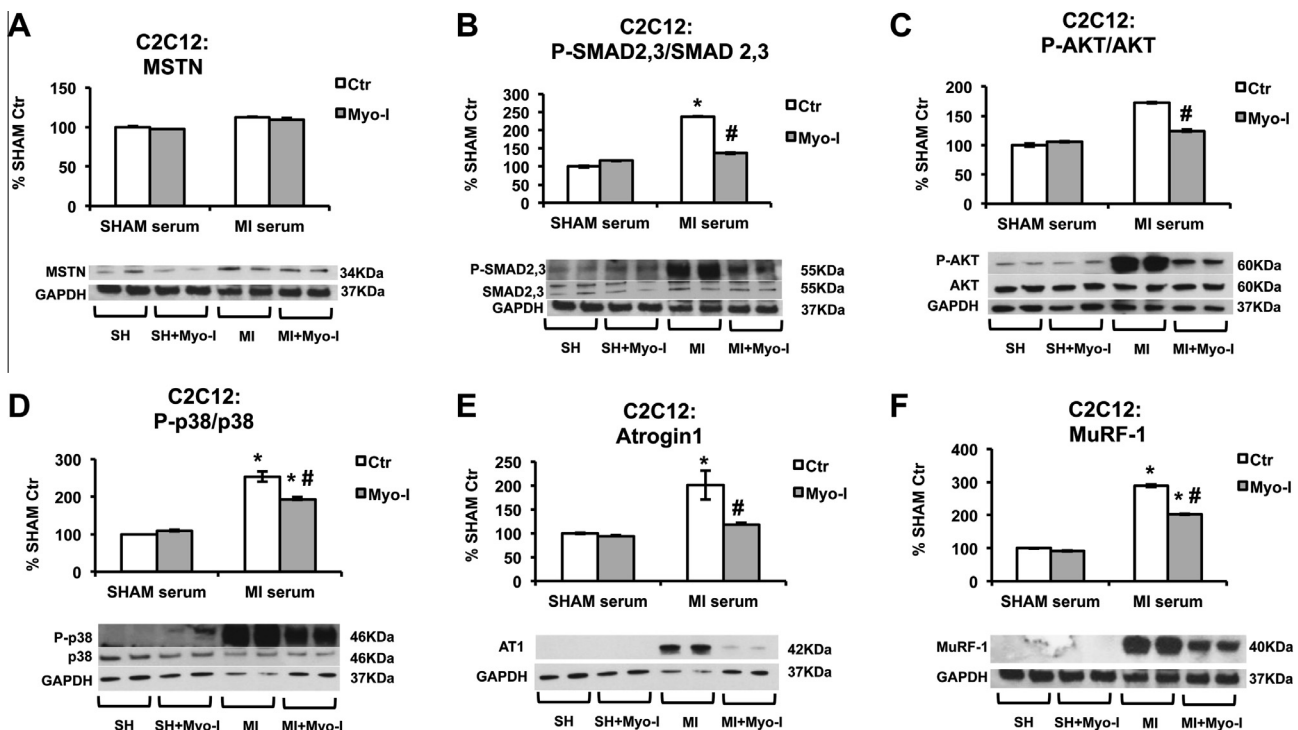 A
C2C12:
MSTN
% SHAM Ctr
150
100
50
0
Ctr
Myo-I
SHAM serum MI serum
MSTN 34KDa
GAPDH 37KDa
SH SH+Myo-I MI MI+Myo-I
B
C2C12:
P-SMAD2,3/SMAD 2,3
% SHAM Ctr
300
250
200
150
100
50
0
* #
Ctr
Myo-I
SHAM serum MI serum
P-SMAD2,3 55KDa
SMAD2,3 55KDa
GAPDH 37KDa
SH SH+Myo-I MI MI+Myo-I
C
C2C12:
P-AKT/AKT
% SHAM Ctr
200
150
100
50
0
#
Ctr
Myo-I
SHAM serum MI serum
P-AKT 60KDa
AKT 60KDa
GAPDH 37KDa
SH SH+Myo-I MI MI+Myo-I
D
C2C12:
P-p38/p38
% SHAM Ctr
300
200
100
0
* * #
Ctr
Myo-I
SHAM serum MI serum
P-p38 46KDa
p38 46KDa
GAPDH 37KDa
SH SH+Myo-I MI MI+Myo-I
E
C2C12:
Atrogin1
% SHAM Ctr
250
200
150
100
50
0
* #
Ctr
Myo-I
SHAM serum MI serum
AT1 42KDa
GAPDH 37KDa
SH SH+Myo-I MI MI+Myo-I
F
C2C12:
MuRF-1
% SHAM Ctr
400
300
200
100
0
* * #
Ctr
Myo-I
SHAM serum MI serum
MuRF-1 40KDa
GAPDH 37KDa
SH SH+Myo-I MI MI+Myo-I